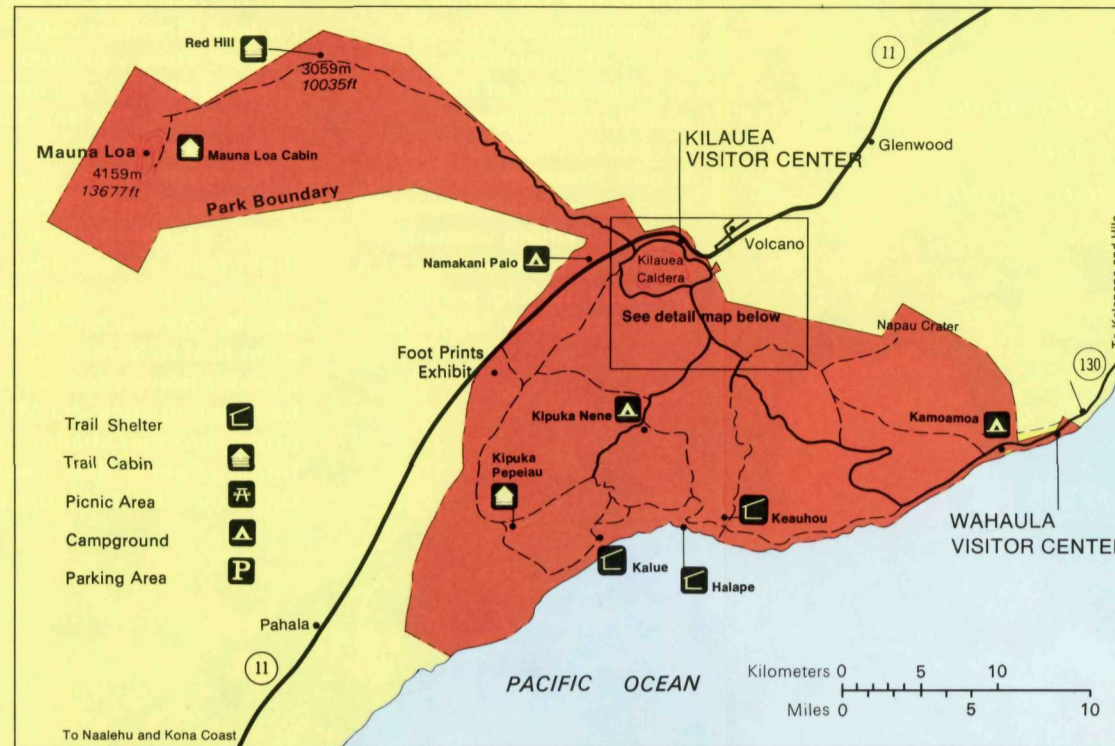 Red Hill
3059m
10035ft
11
KILAUEA
VISITOR CENTER
Glenwood
Mauna Loa
4159m
13677ft
Mauna Loa Cabin
Park Boundary
Namakani Paio
Kilauea
Caldera
Volcano
See detail map below
Napau Crater
Foot Prints
Exhibit
130
Kipuka Nene
Kamoamoa
Trail Shelter
Trail Cabin
Picnic Area
Campground
Parking Area
P
Kipuka
Pepeiau
Keauhou
WAHAULA
VISITOR CENTER
Kalue
Halape
Pahala
11
PACIFIC OCEAN
Kilometers 0 5 10
Miles 0 5 10
To Naalehu and Kona Coast